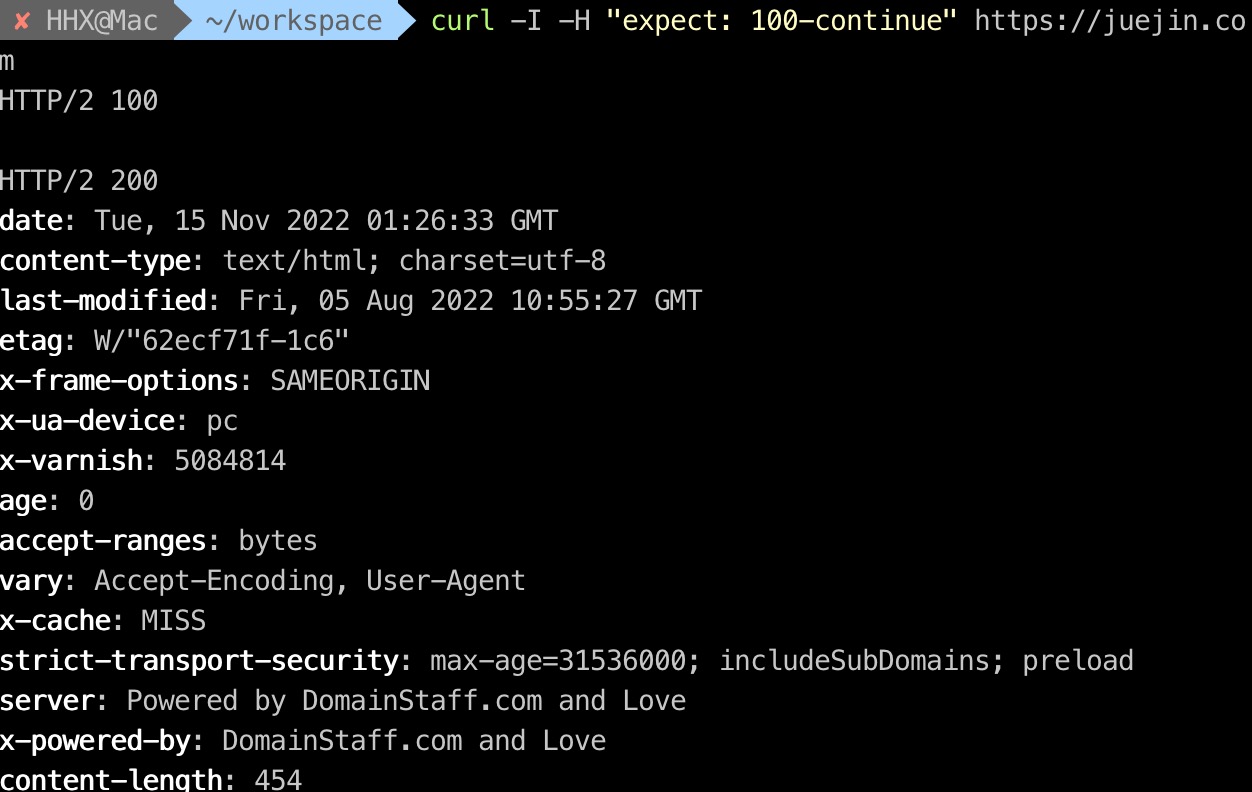 ✘ HHX@Mac ~/workspace curl -I -H "expect: 100-continue" https://juejin.co
m
HTTP/2 100
HTTP/2 200
date: Tue, 15 Nov 2022 01:26:33 GMT
content-type: text/html; charset=utf-8
last-modified: Fri, 05 Aug 2022 10:55:27 GMT
etag: W/"62ecf71f-1c6"
x-frame-options: SAMEORIGIN
x-ua-device: pc
x-varnish: 5084814
age: 0
accept-ranges: bytes
vary: Accept-Encoding, User-Agent
x-cache: MISS
strict-transport-security: max-age=31536000; includeSubDomains; preload
server: Powered by DomainStaff.com and Love
x-powered-by: DomainStaff.com and Love
content-length: 454